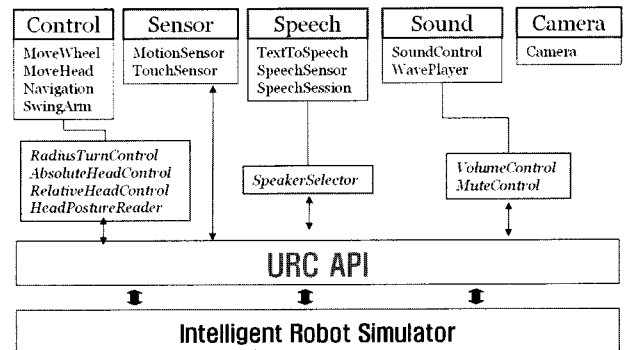 Control
MoveWheel
MoveHead
Navigation
SwingArm
Sensor
MotionSensor
TouchSensor
Speech
TextToSpeech
SpeechSensor
SpeechSession
Sound
SoundControl
WavePlayer
Camera
Camera
RadiusTurnControl
AbsoluteHeadControl
RelativeHeadControl
HeadPostureReader
SpeakerSelector
VolumeControl
MuteControl
URC API
Intelligent Robot Simulator